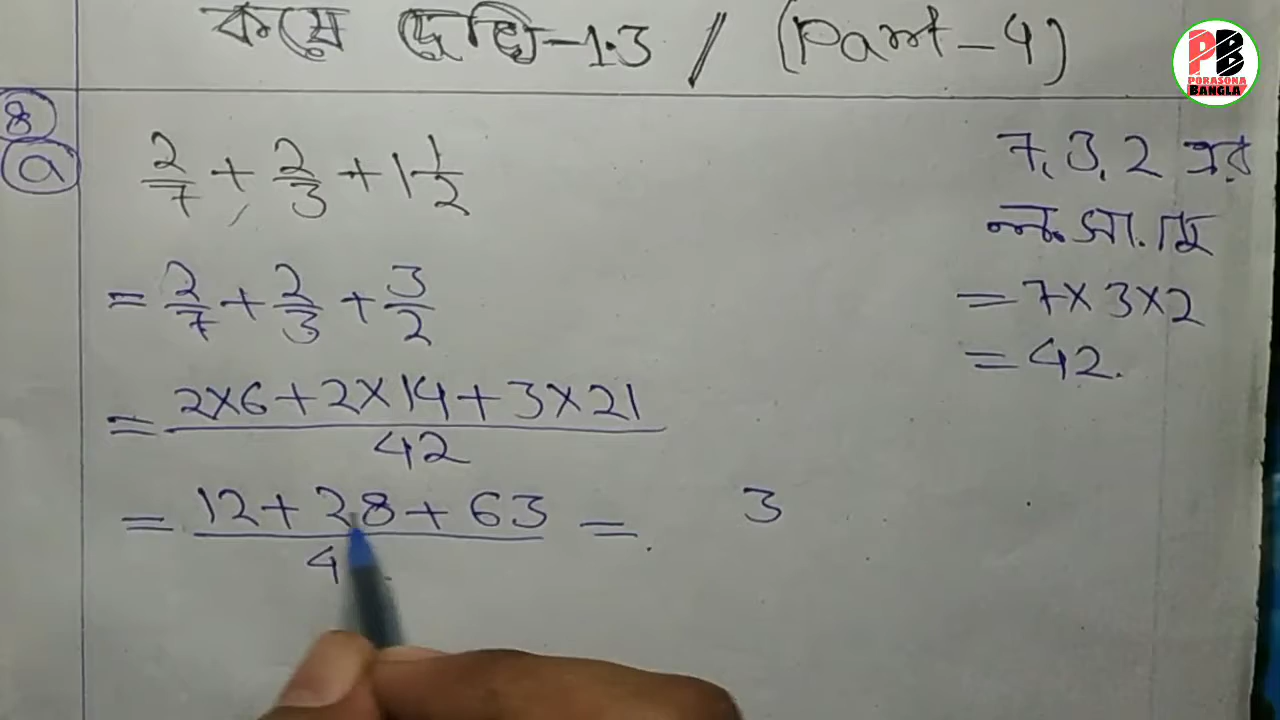 কষে দেখি-1.3 / (Part-4)
PB
PORASONA
BANGLA
8
a
2/7 + 2/3 + 1 1/2
= 2/7 + 2/3 + 3/2
= 2×6+2×14+3×21 / 42
= 12+28+63 / 4 = 3
7, 3, 2 এর
ল.সা.গু
= 7×3×2
= 42.